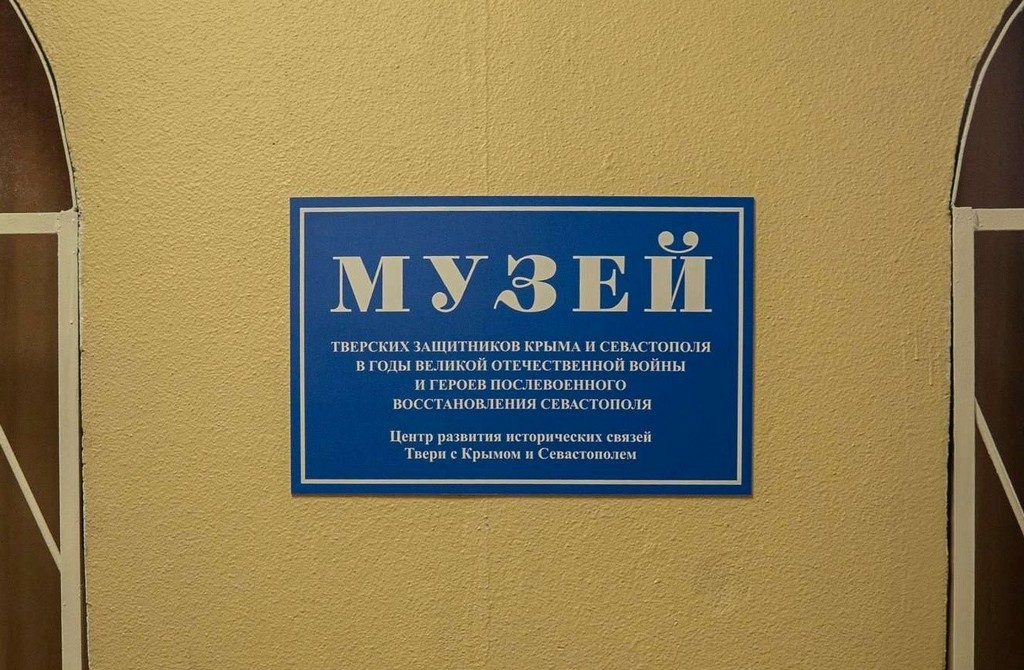 МУЗЕЙ
ТВЕРСКИХ ЗАЩИТНИКОВ КРЫМА И СЕВАСТОПОЛЯ
В ГОДЫ ВЕЛИКОЙ ОТЕЧЕСТВЕННОЙ ВОЙНЫ
И ГЕРОЕВ ПОСЛЕВОЕННОГО
ВОССТАНОВЛЕНИЯ СЕВАСТОПОЛЯ
Центр развития исторических связей
Твери с Крымом и Севастополем